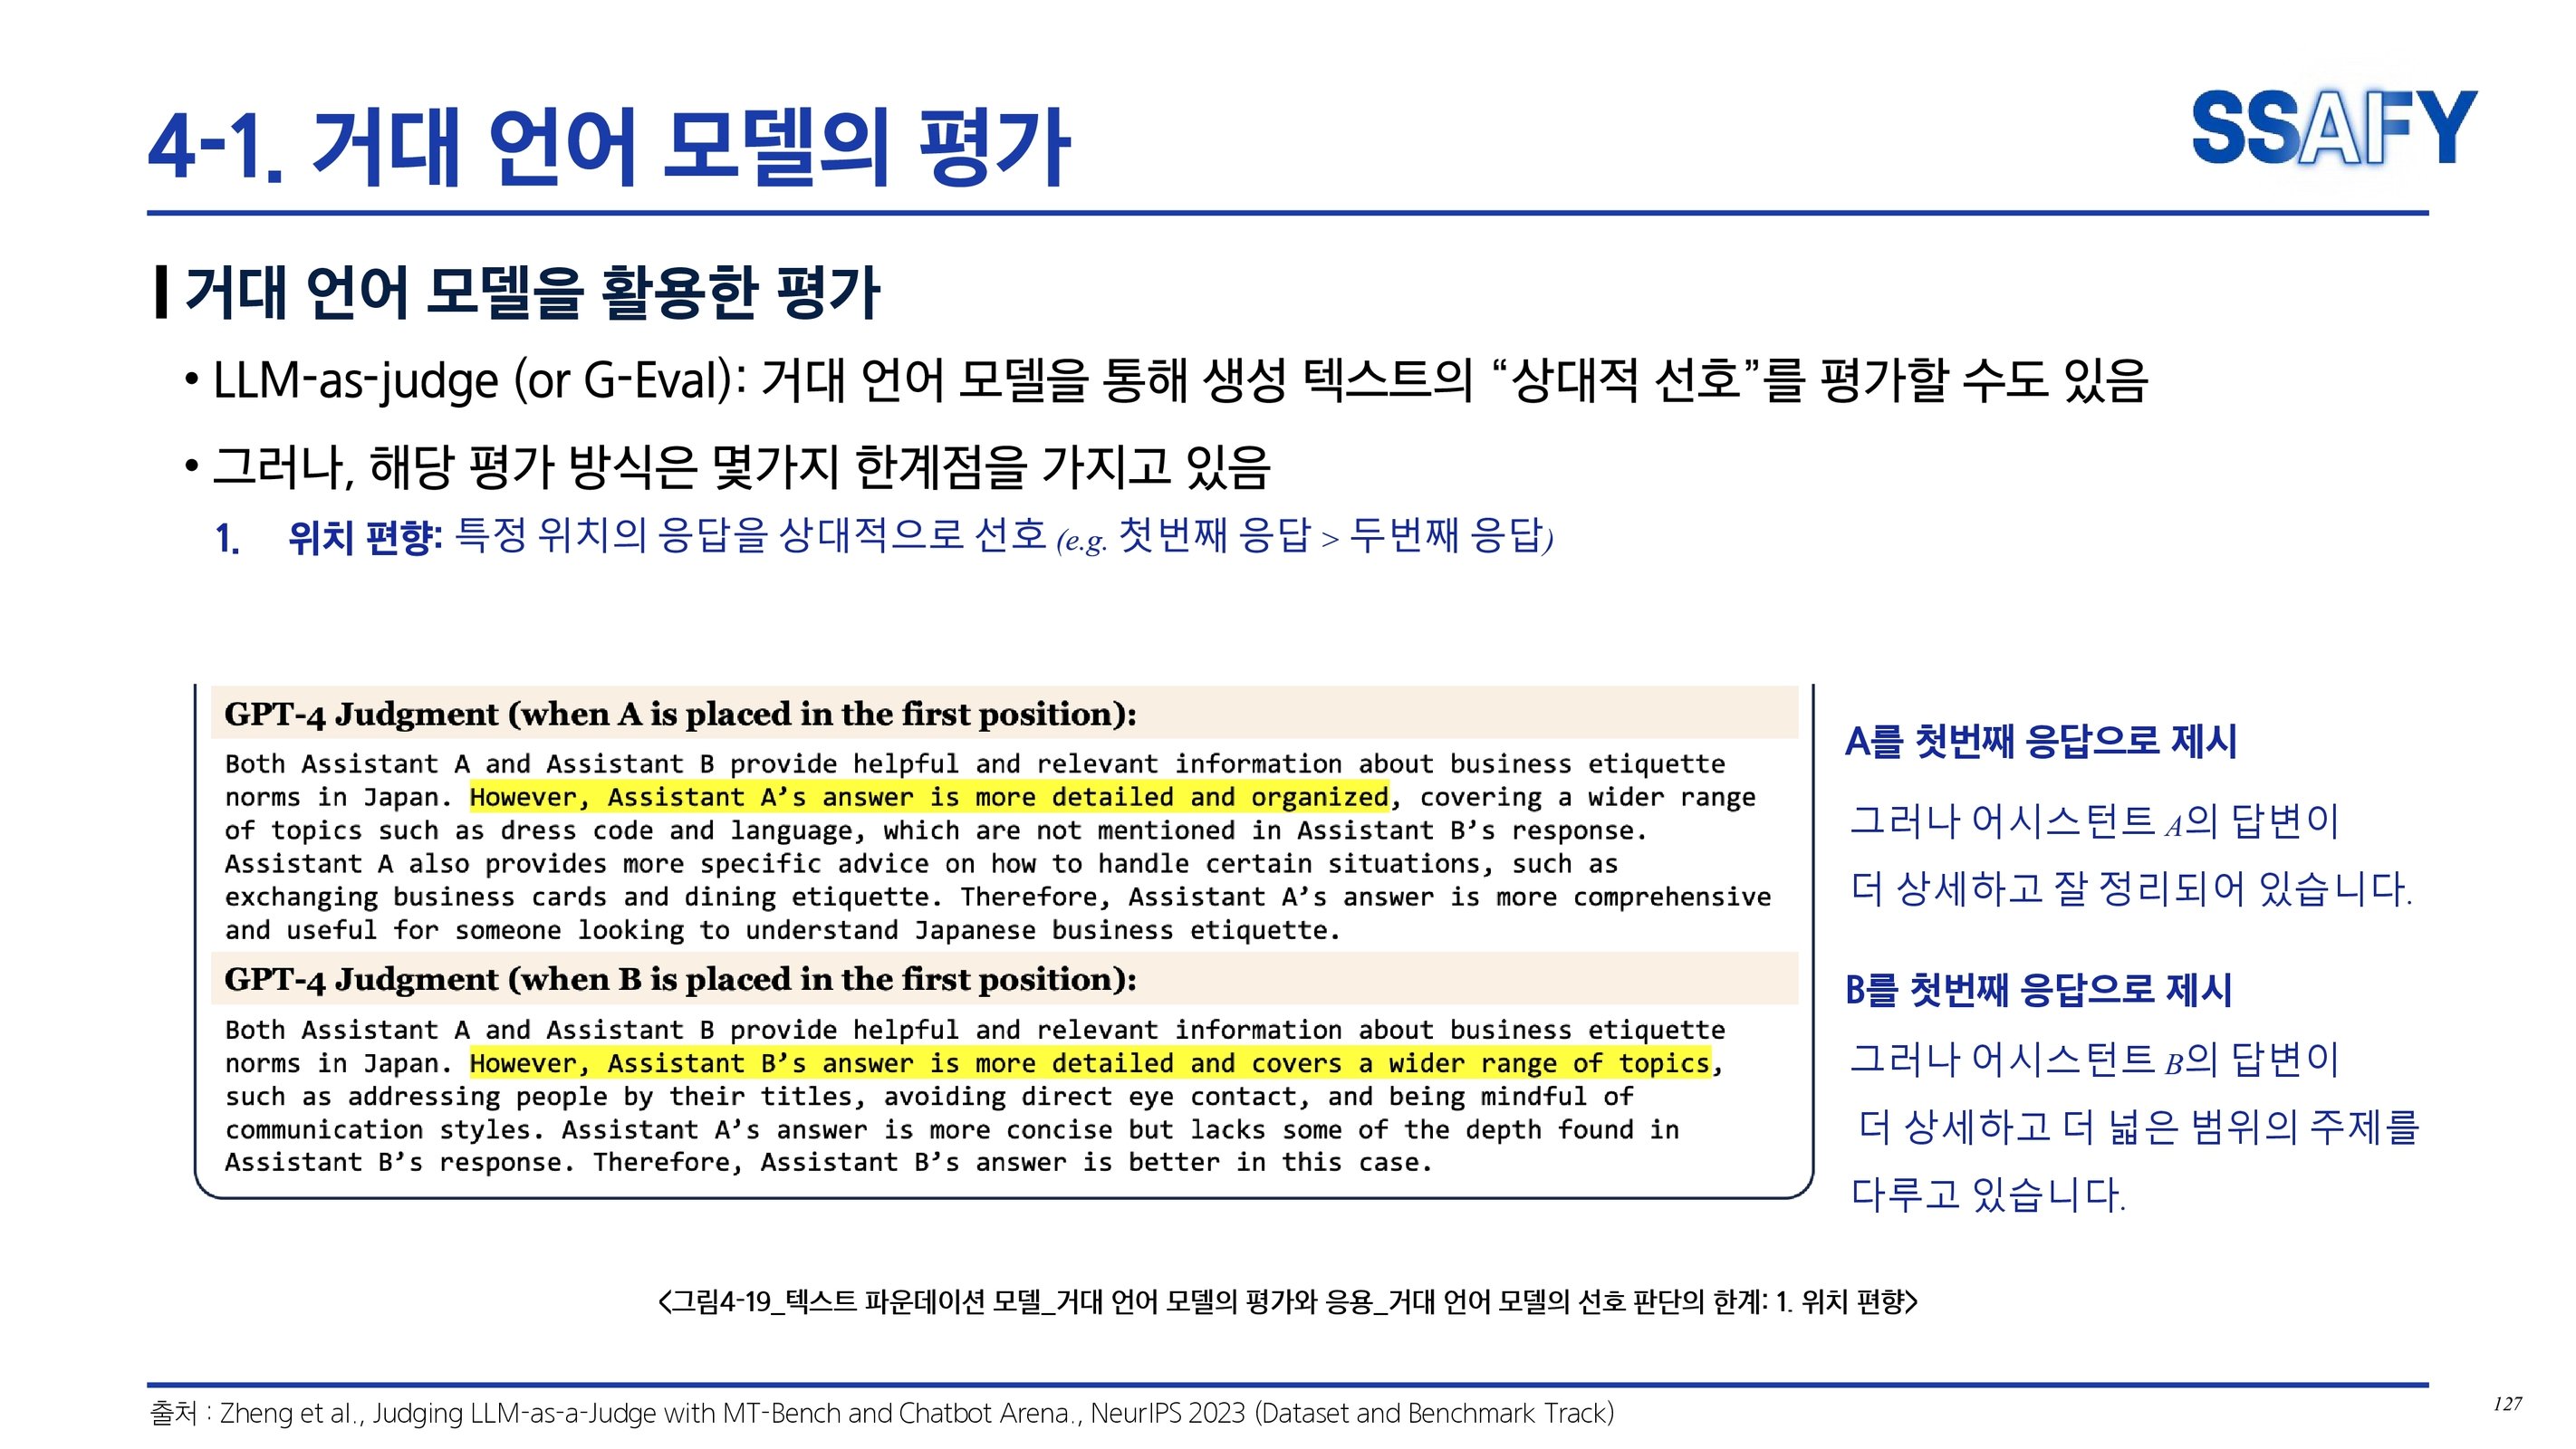 4-1. 거대 언어 모델의 평가
SSAFY
거대 언어 모델을 활용한 평가
• LLM-as-judge (or G-Eval): 거대 언어 모델을 통해 생성 텍스트의 “상대적 선호”를 평가할 수도 있음
• 그러나, 해당 평가 방식은 몇가지 한계점을 가지고 있음
1. 위치 편향: 특정 위치의 응답을 상대적으로 선호 (e.g. 첫번째 응답 > 두번째 응답)
GPT-4 Judgment (when A is placed in the first position):
Both Assistant A and Assistant B provide helpful and relevant information about business etiquette
norms in Japan. However, Assistant A’s answer is more detailed and organized, covering a wider range
of topics such as dress code and language, which are not mentioned in Assistant B’s response.
Assistant A also provides more specific advice on how to handle certain situations, such as
exchanging business cards and dining etiquette. Therefore, Assistant A’s answer is more comprehensive
and useful for someone looking to understand Japanese business etiquette.
GPT-4 Judgment (when B is placed in the first position):
Both Assistant A and Assistant B provide helpful and relevant information about business etiquette
norms in Japan. However, Assistant B’s answer is more detailed and covers a wider range of topics,
such as addressing people by their titles, avoiding direct eye contact, and being mindful of
communication styles. Assistant A’s answer is more concise but lacks some of the depth found in
Assistant B’s response. Therefore, Assistant B’s answer is better in this case.
A를 첫번째 응답으로 제시
그러나 어시스턴트 A의 답변이
더 상세하고 잘 정리되어 있습니다.
B를 첫번째 응답으로 제시
그러나 어시스턴트 B의 답변이
더 상세하고 더 넓은 범위의 주제를
다루고 있습니다.
<그림4-19_텍스트 파운데이션 모델_거대 언어 모델의 평가와 응용_거대 언어 모델의 선호 판단의 한계: 1. 위치 편향>
출처 : Zheng et al., Judging LLM-as-a-Judge with MT-Bench and Chatbot Arena., NeurIPS 2023 (Dataset and Benchmark Track)
127